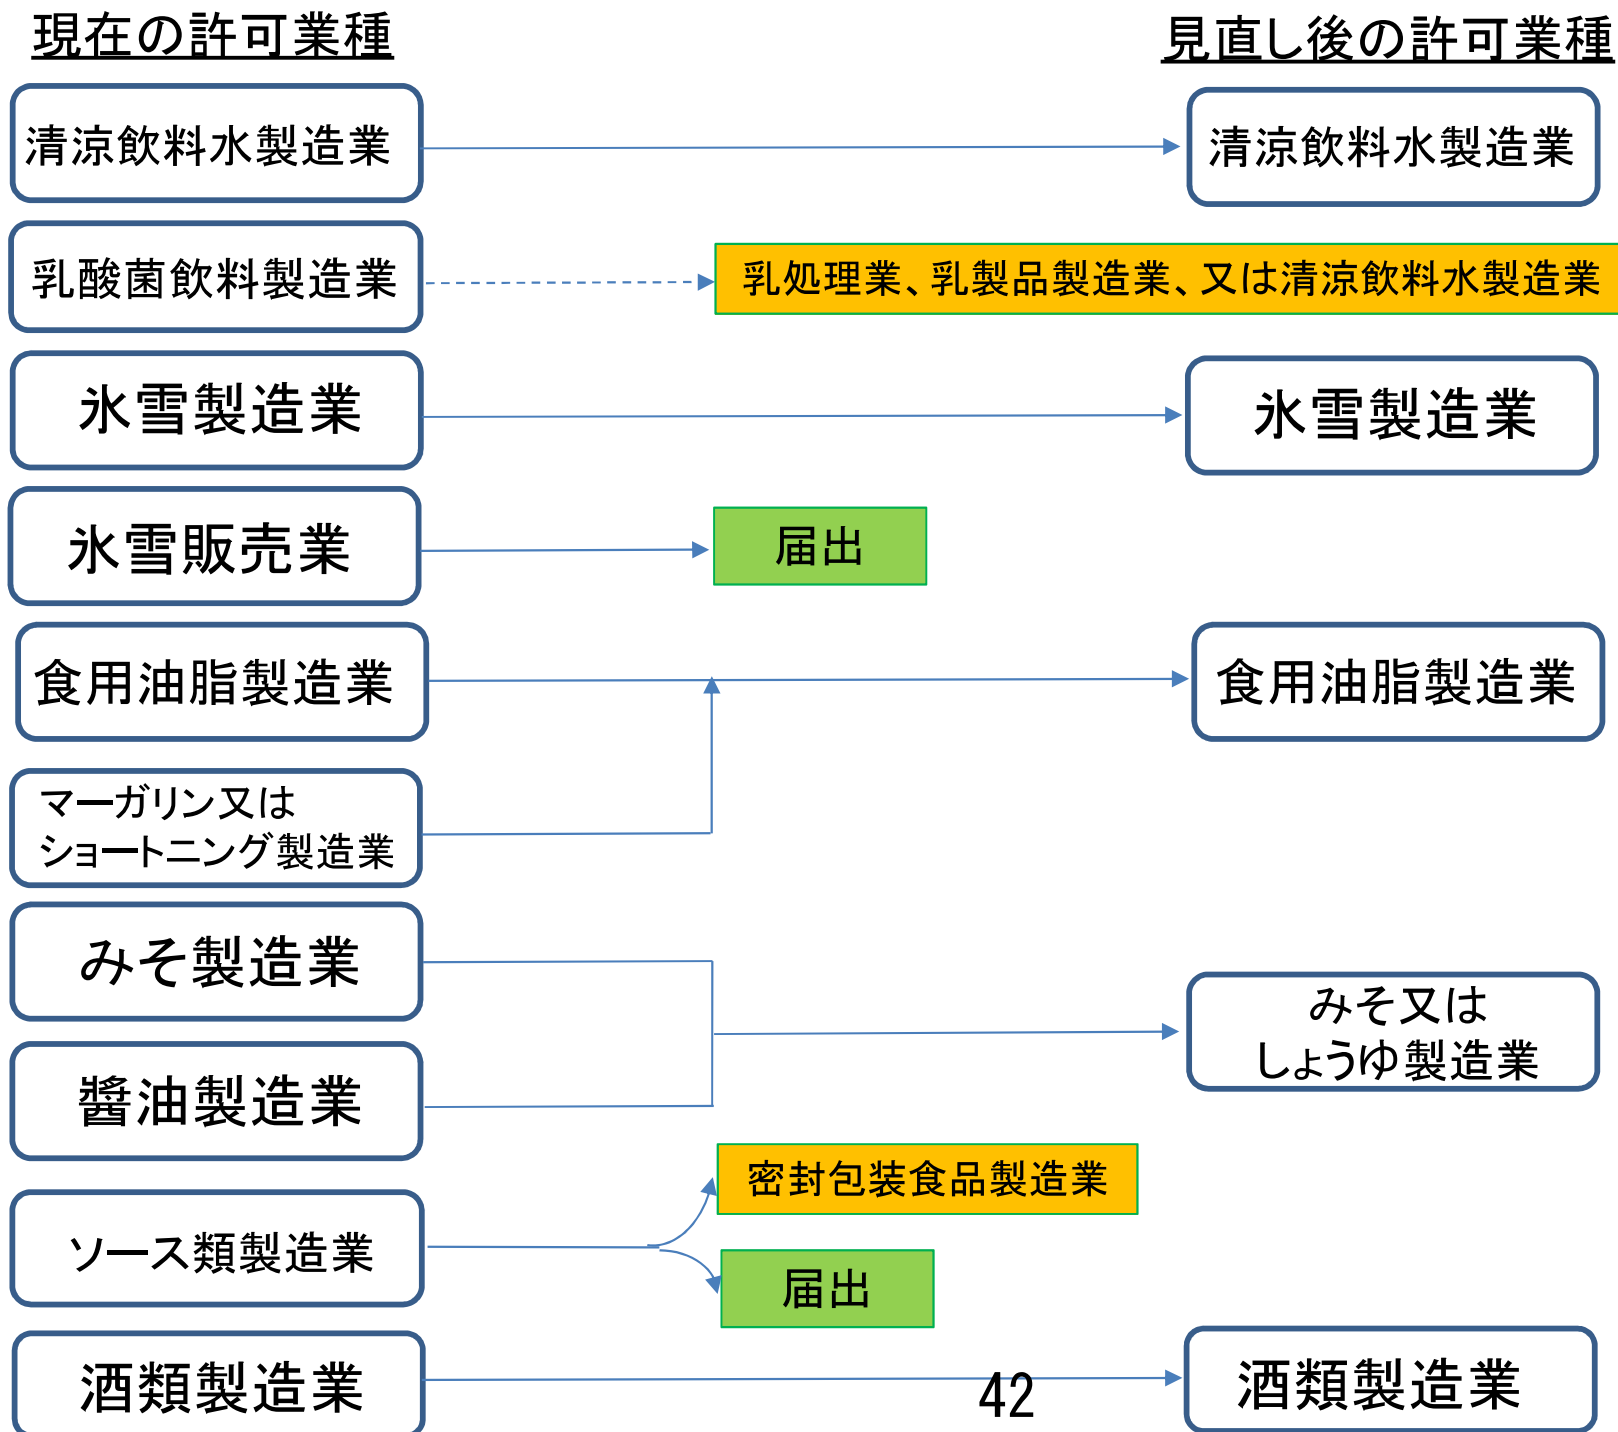 現在の許可業種
見直し後の許可業種
清涼飲料水製造業
清涼飲料水製造業
乳酸菌飲料製造業
乳処理業、乳製品製造業、又は清涼飲料水製造業
氷雪製造業
氷雪製造業
氷雪販売業
届出
食用油脂製造業
食用油脂製造業
マーガリン又は
ショートニング製造業
みそ製造業
みそ又は
しょうゆ製造業
醬油製造業
密封包装食品製造業
ソース類製造業
届出
酒類製造業
酒類製造業
42